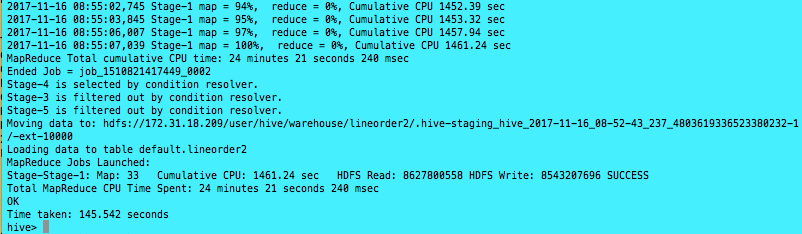 2017-11-16 08:55:02,745 Stage-1 map = 94%,  reduce = 0%, Cumulative CPU 1452.39 sec
2017-11-16 08:55:03,845 Stage-1 map = 95%,  reduce = 0%, Cumulative CPU 1453.32 sec
2017-11-16 08:55:06,007 Stage-1 map = 97%,  reduce = 0%, Cumulative CPU 1457.94 sec
2017-11-16 08:55:07,039 Stage-1 map = 100%,  reduce = 0%, Cumulative CPU 1461.24 sec
MapReduce Total cumulative CPU time: 24 minutes 21 seconds 240 msec
Ended Job = job_1510821417449_0002
Stage-4 is selected by condition resolver.
Stage-3 is filtered out by condition resolver.
Stage-5 is filtered out by condition resolver.
Moving data to: hdfs://172.31.18.209/user/hive/warehouse/lineorder2/.hive-staging_hive_2017-11-16_08-52-43_237_4803619336523380232-1
/-ext-10000
Loading data to table default.lineorder2
MapReduce Jobs Launched:
Stage-Stage-1: Map: 33   Cumulative CPU: 1461.24 sec   HDFS Read: 8627800558 HDFS Write: 8543207696 SUCCESS
Total MapReduce CPU Time Spent: 24 minutes 21 seconds 240 msec
OK
Time taken: 145.542 seconds
hive>